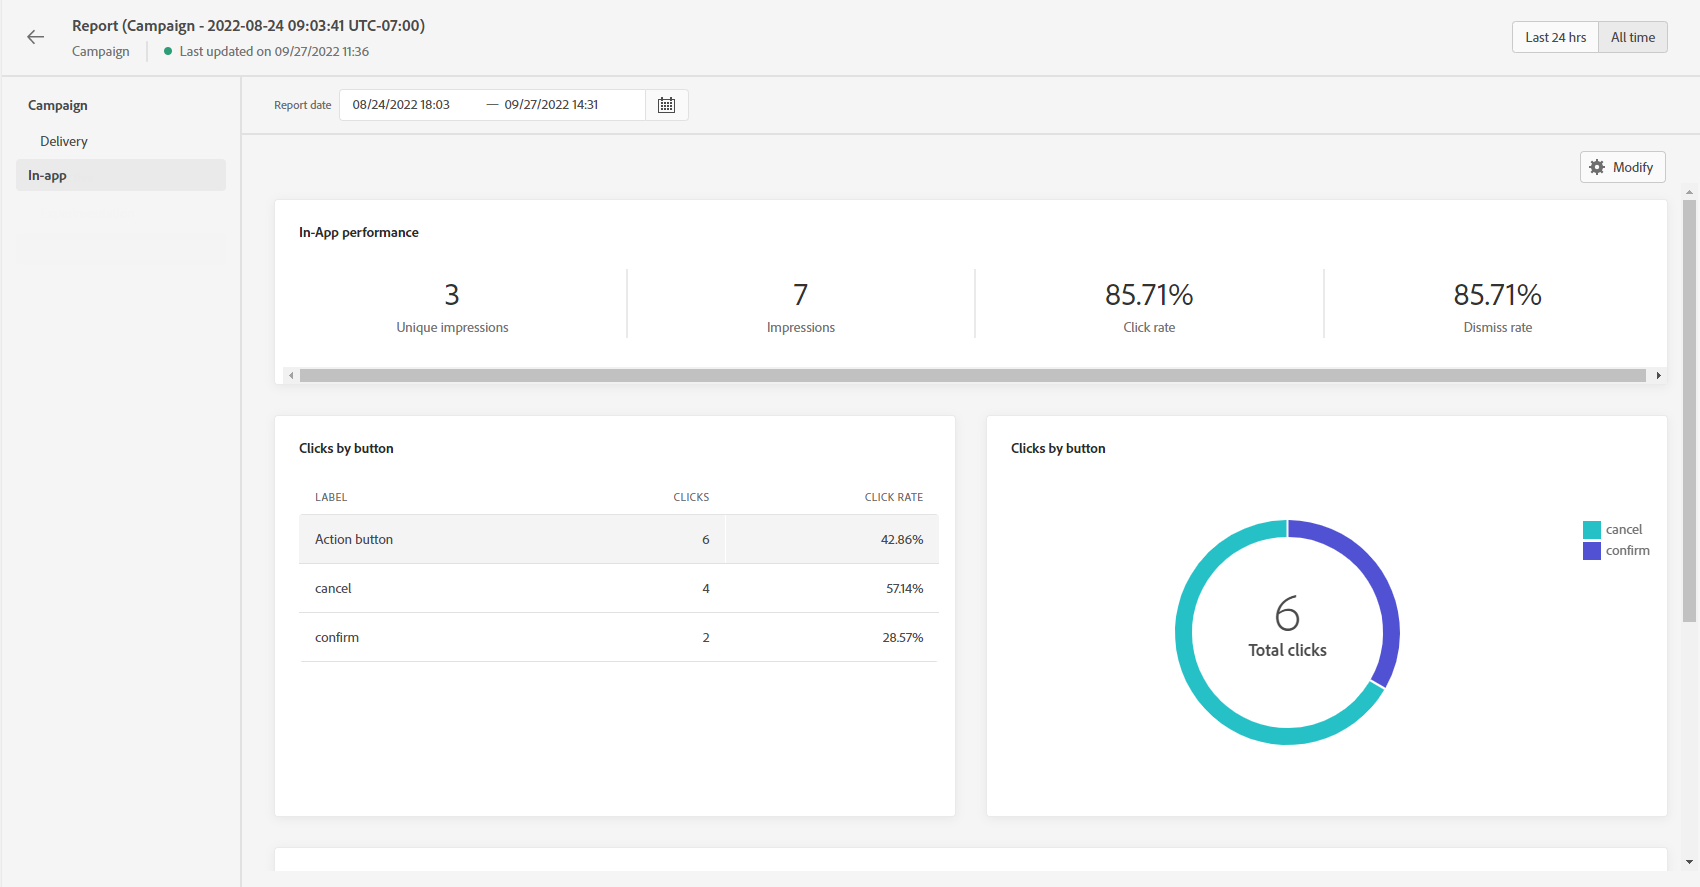 Report (Campaign - 2022-08-24 09:03:41 UTC-07:00)
Campaign
Last updated on 09/27/2022 11:36
Last 24 hrs
All time
Campaign
Delivery
In-app
Report date
08/24/2022 18:03 — 09/27/2022 14:31
Modify
In-App performance
3
Unique impressions
7
Impressions
85.71%
Click rate
85.71%
Dismiss rate
Clicks by button
LABEL CLICKS CLICK RATE
Action button 6 42.86%
cancel 4 57.14%
confirm 2 28.57%
Clicks by button
6
Total clicks
cancel
confirm